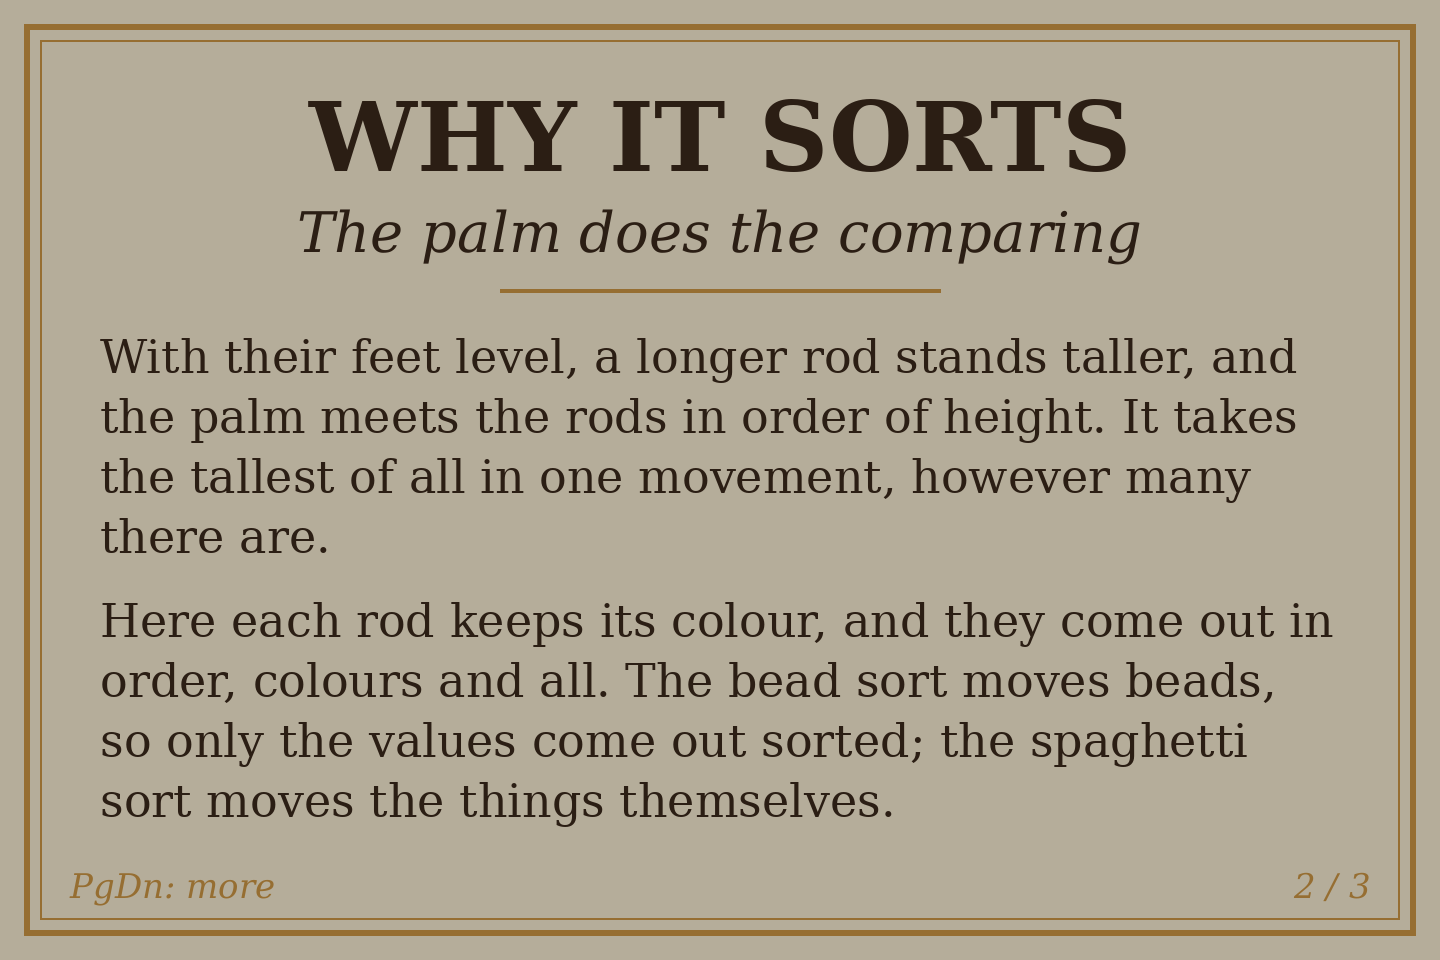 WHY IT SORTS
The palm does the comparing
With their feet level, a longer rod stands taller, and
the palm meets the rods in order of height. It takes
the tallest of all in one movement, however many
there are.
Here each rod keeps its colour, and they come out in
order, colours and all. The bead sort moves beads,
so only the values come out sorted; the spaghetti
sort moves the things themselves.
PgDn: more
2 / 3